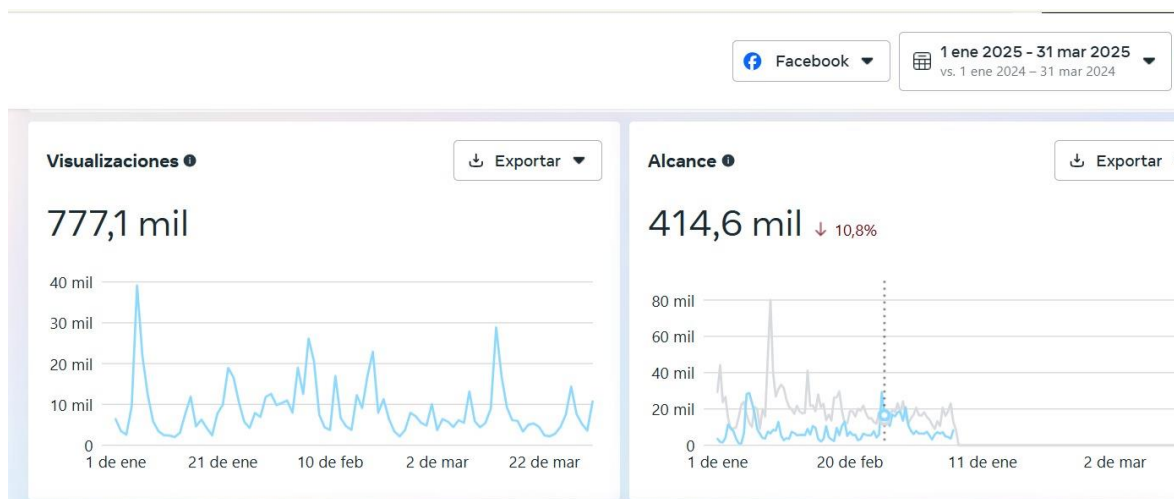 Facebook
1 ene 2025 - 31 mar 2025
vs. 1 ene 2024 – 31 mar 2024
Visualizaciones
Exportar
777,1 mil
40 mil
30 mil
20 mil
10 mil
0
1 de ene
21 de ene
10 de feb
2 de mar
22 de mar
Alcance
Exportar
414,6 mil ↓ 10,8%
80 mil
60 mil
40 mil
20 mil
0
1 de ene
20 de feb
11 de ene
2 de mar